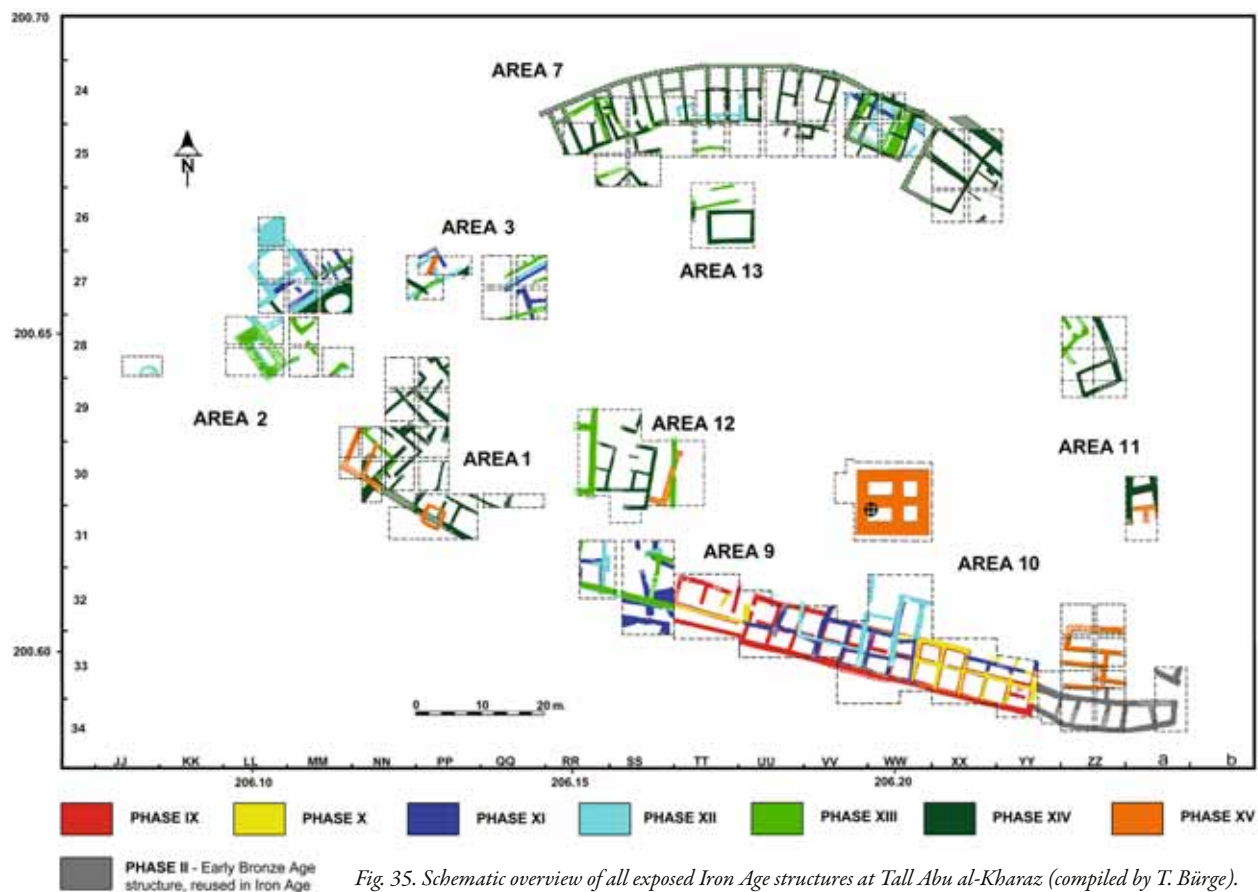 200.70
AREA 7
24
N
25
26
AREA 3
AREA 13
27
200.65
28
AREA 2
29
AREA 12
AREA 11
30
AREA 1
31
AREA 9
AREA 10
32
200.60
33
0 10 20 m.
34
JJ KK LL MM NN PP QQ RR SS TT UU VV WW XX YY ZZ a b
206.10 206.15 206.20
PHASE IX PHASE X PHASE XI PHASE XII PHASE XIII PHASE XIV PHASE XV
PHASE II - Early Bronze Age
structure, reused in Iron Age
Fig. 35. Schematic overview of all exposed Iron Age structures at Tall Abu al-Kharaz (compiled by T. Bürge).